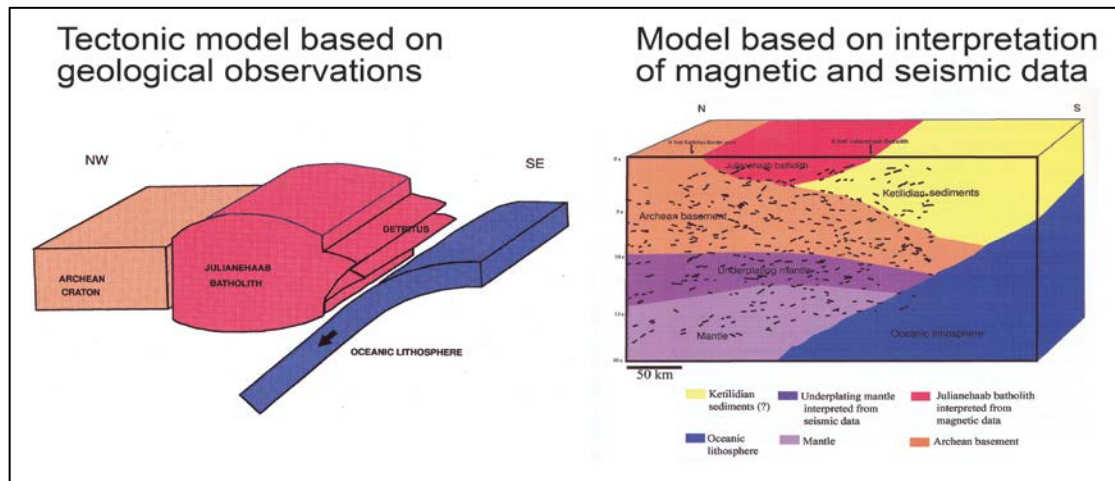 Tectonic model based on
geological observations
NW
SE
ARCHEAN
CRATON
JULIANEHAAB
BATHOLITH
DETRITUS
OCEANIC LITHOSPHERE
Model based on interpretation
of magnetic and seismic data
N
S
Julianehaab batholith
Ketilidian sediments
Archean basement
Underplating mantle
Mantle
Oceanic lithosphere
50 km
Ketilidian
sediments (?)
Underplating mantle
interpreted from
seismic data
Julianehaab batholith
interpreted from
magnetic data
Oceanic
lithosphere
Mantle
Archean basement